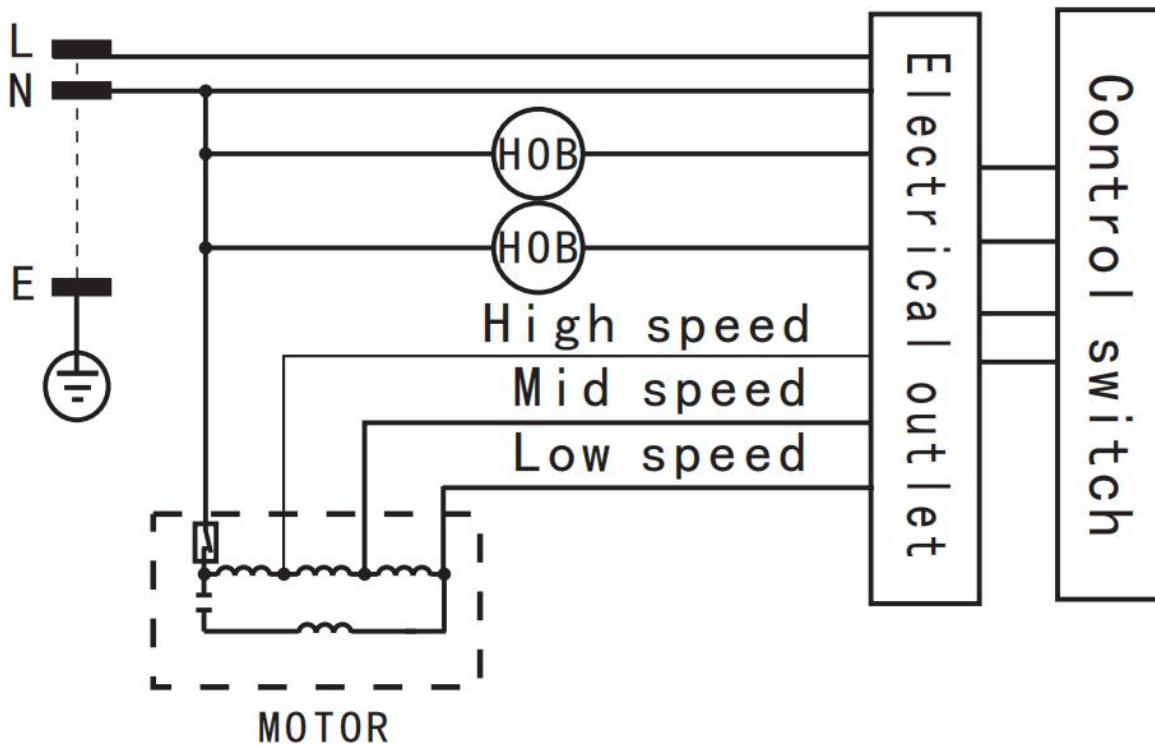 L
N
E
HOB
HOB
High speed
Mid speed
Low speed
Electrical outlet
Control switch
MOTOR